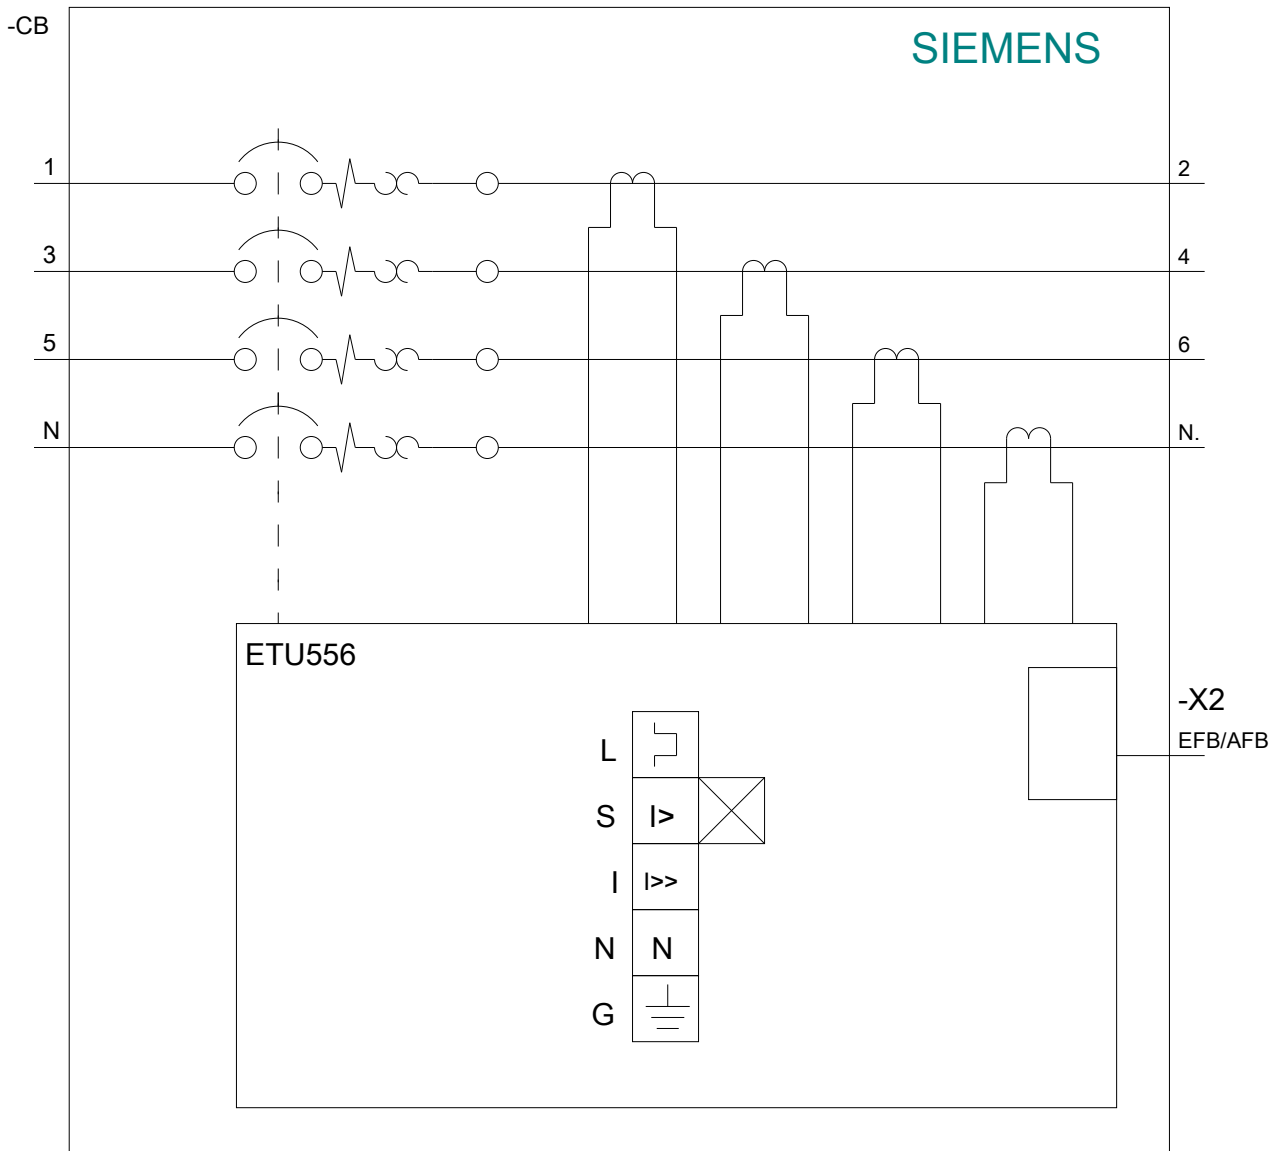 -CB
SIEMENS
1
2
3
4
5
6
N
N.
ETU556
-X2
EFB/AFB
L
S I>
I I>>
N N
G